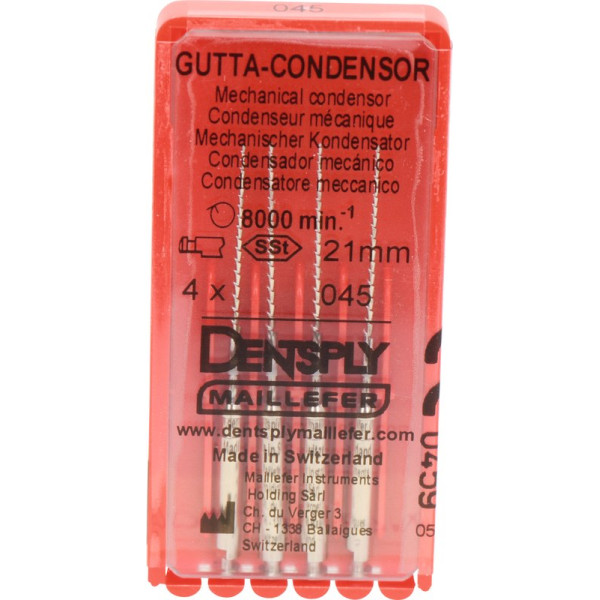 045
GUTTA-CONDENSOR
Mechanical condensor
Condenseur mécanique
Mechanischer Kondensator
Condensador mecánico
Condensatore meccanico
8000 min.-1
SSt 21mm
4 x 045
DENTSPLY
MAILLEFER
www.dentsplymaillefer.com
Made in Switzerland
Maillefer Instruments
Holding Sàrl
Ch. du Verger 3
CH - 1338 Ballaigues
Switzerland
0459
05